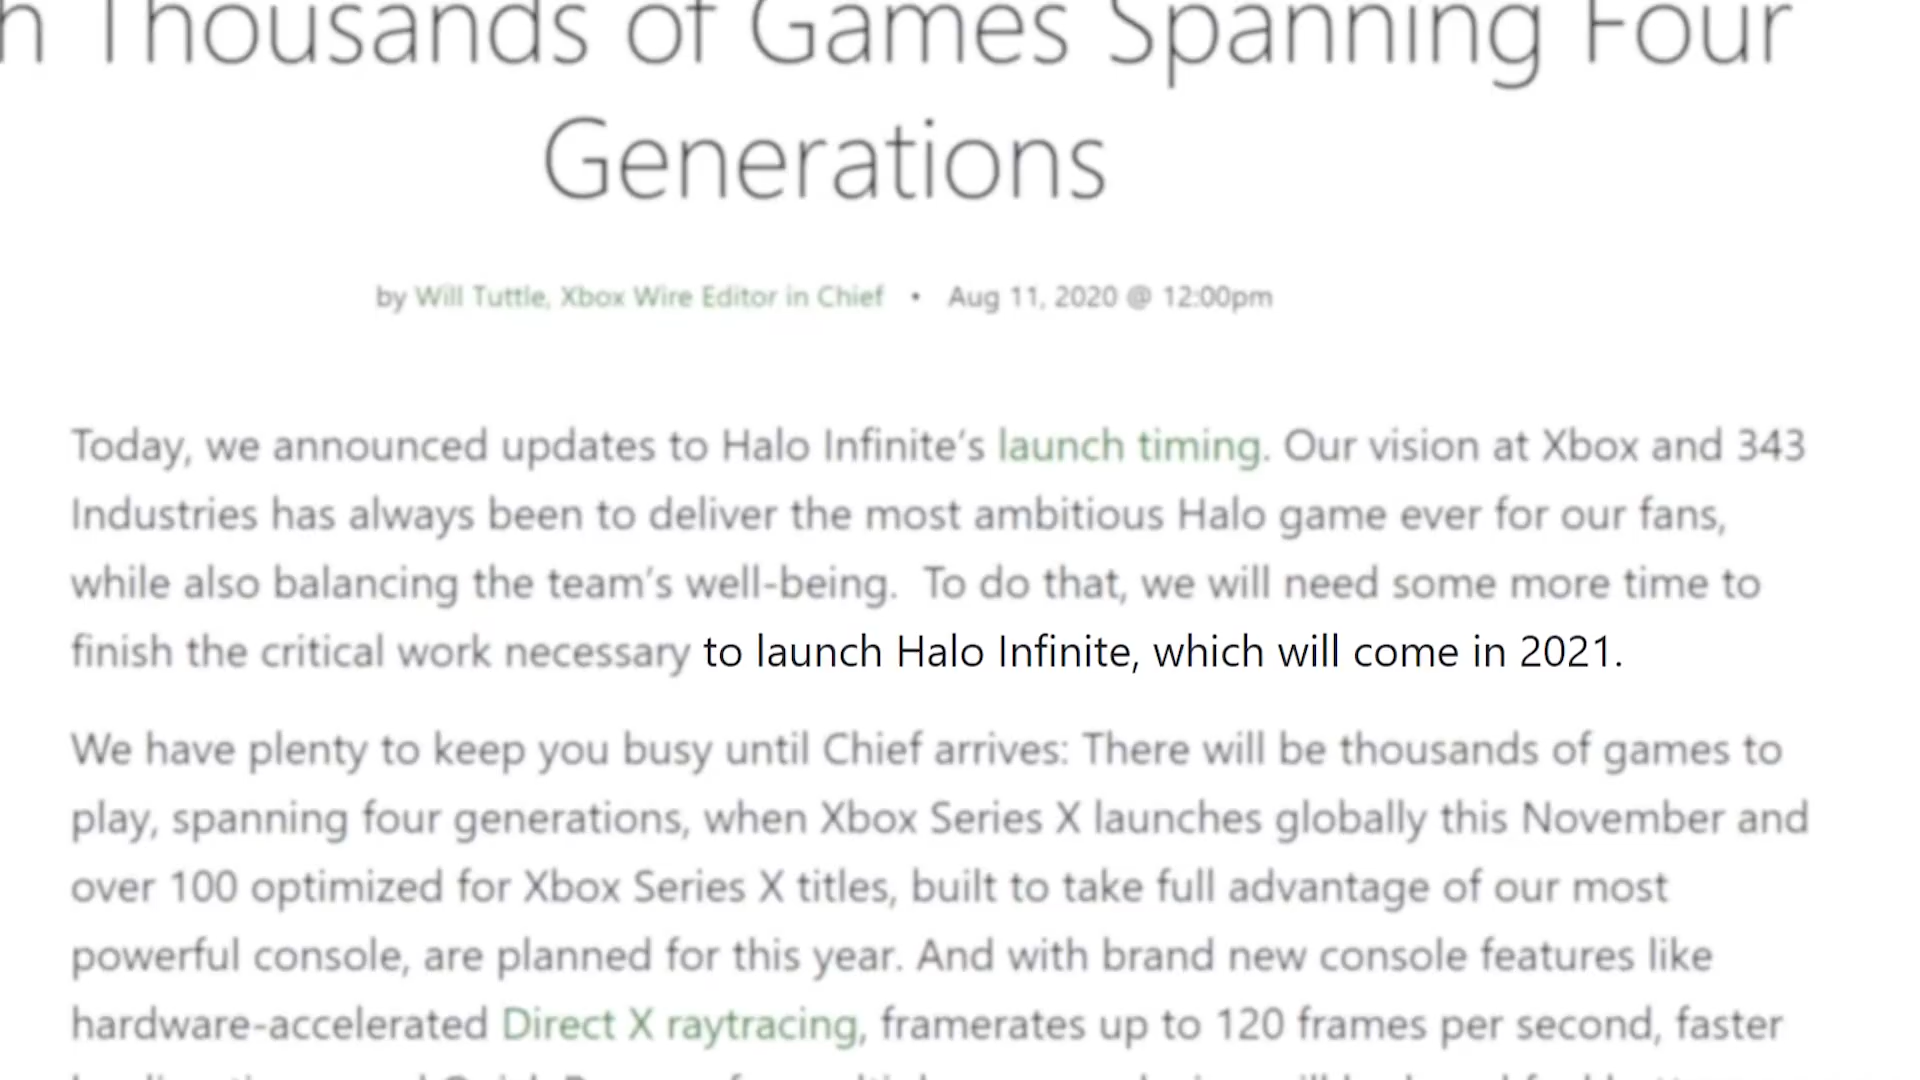 Thousands of Games Spanning Four
Generations
by Will Tuttle, Xbox Wire Editor in Chief • Aug 11, 2020 @ 12:00pm
Today, we announced updates to Halo Infinite’s launch timing. Our vision at Xbox and 343
Industries has always been to deliver the most ambitious Halo game ever for our fans,
while also balancing the team’s well-being.  To do that, we will need some more time to
finish the critical work necessary to launch Halo Infinite, which will come in 2021.
We have plenty to keep you busy until Chief arrives: There will be thousands of games to
play, spanning four generations, when Xbox Series X launches globally this November and
over 100 optimized for Xbox Series X titles, built to take full advantage of our most
powerful console, are planned for this year. And with brand new console features like
hardware-accelerated Direct X raytracing, framerates up to 120 frames per second, faster